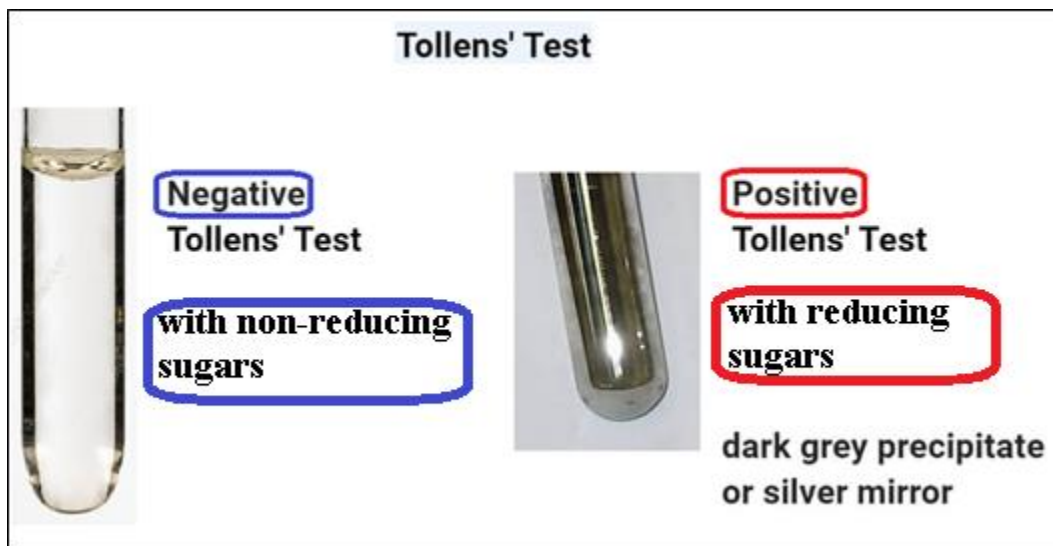 Tollens' Test
Negative
Tollens' Test
with non-reducing
sugars
Positive
Tollens' Test
with reducing
sugars
dark grey precipitate
or silver mirror